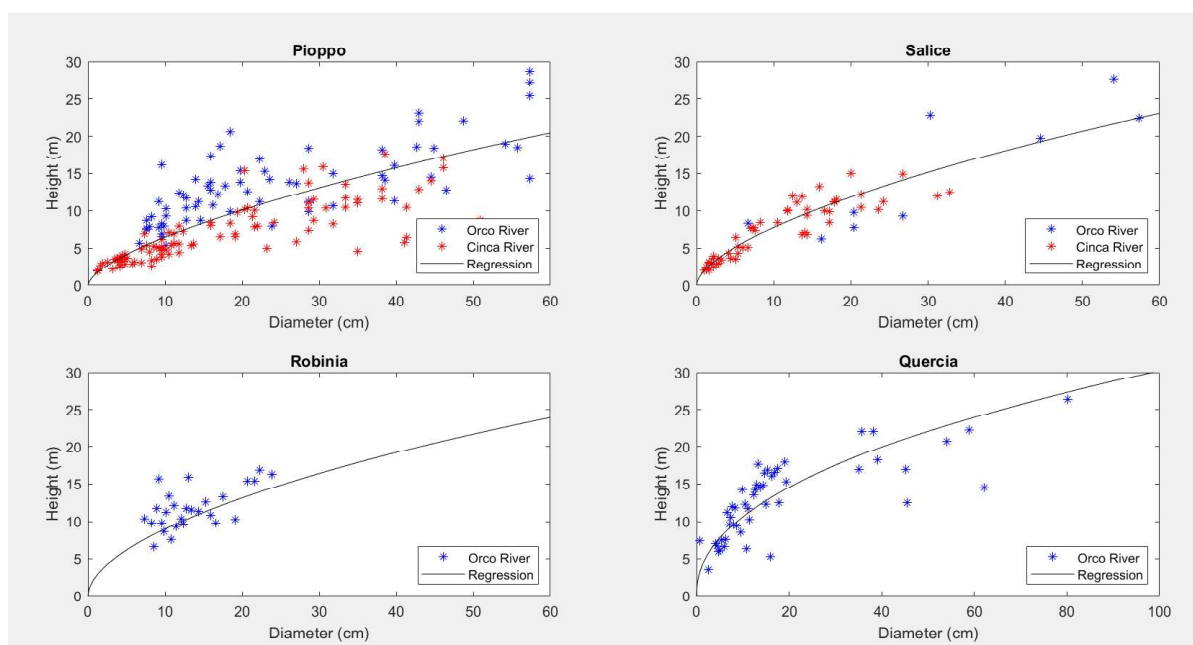 Pioppo
30
25
20
15
10
5
0
Height (m)
0 10 20 30 40 50 60
Diameter (cm)
Orco River
Cinca River
Regression
Salice
30
25
20
15
10
5
0
Height (m)
0 10 20 30 40 50 60
Diameter (cm)
Orco River
Cinca River
Regression
Robinia
30
25
20
15
10
5
0
Height (m)
0 10 20 30 40 50 60
Diameter (cm)
Orco River
Regression
Quercia
30
25
20
15
10
5
0
Height (m)
0 20 40 60 80 100
Diameter (cm)
Orco River
Regression